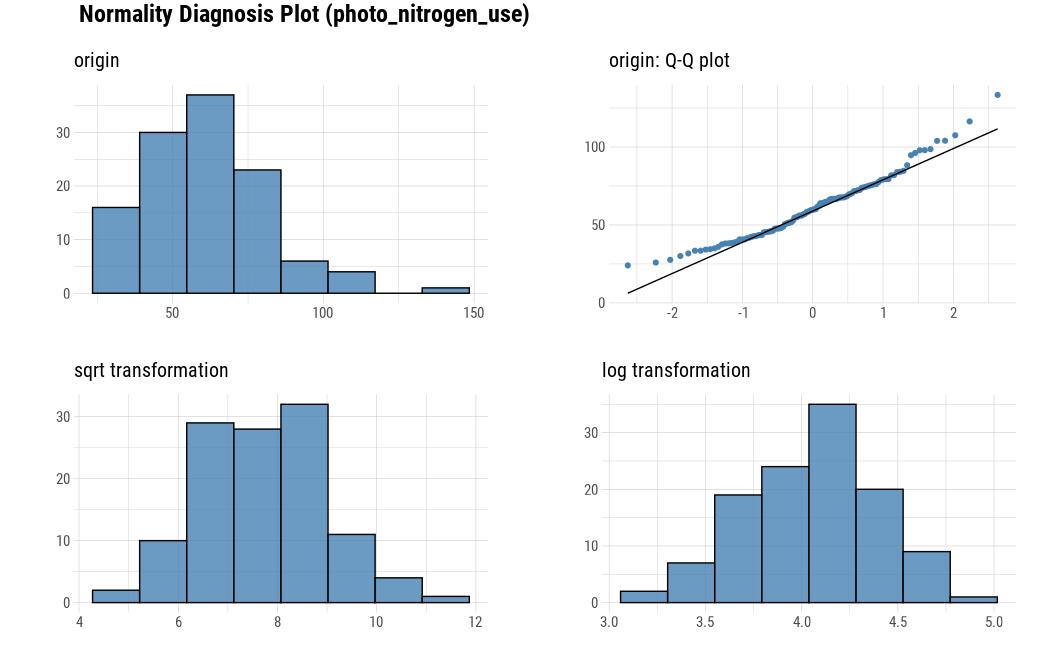 Normality Diagnosis Plot (photo_nitrogen_use)
origin
30
20
10
0
50 100 150
origin: Q-Q plot
100
50
0
-2 -1 0 1 2
sqrt transformation
30
20
10
0
4 6 8 10 12
log transformation
30
20
10
0
3.0 3.5 4.0 4.5 5.0